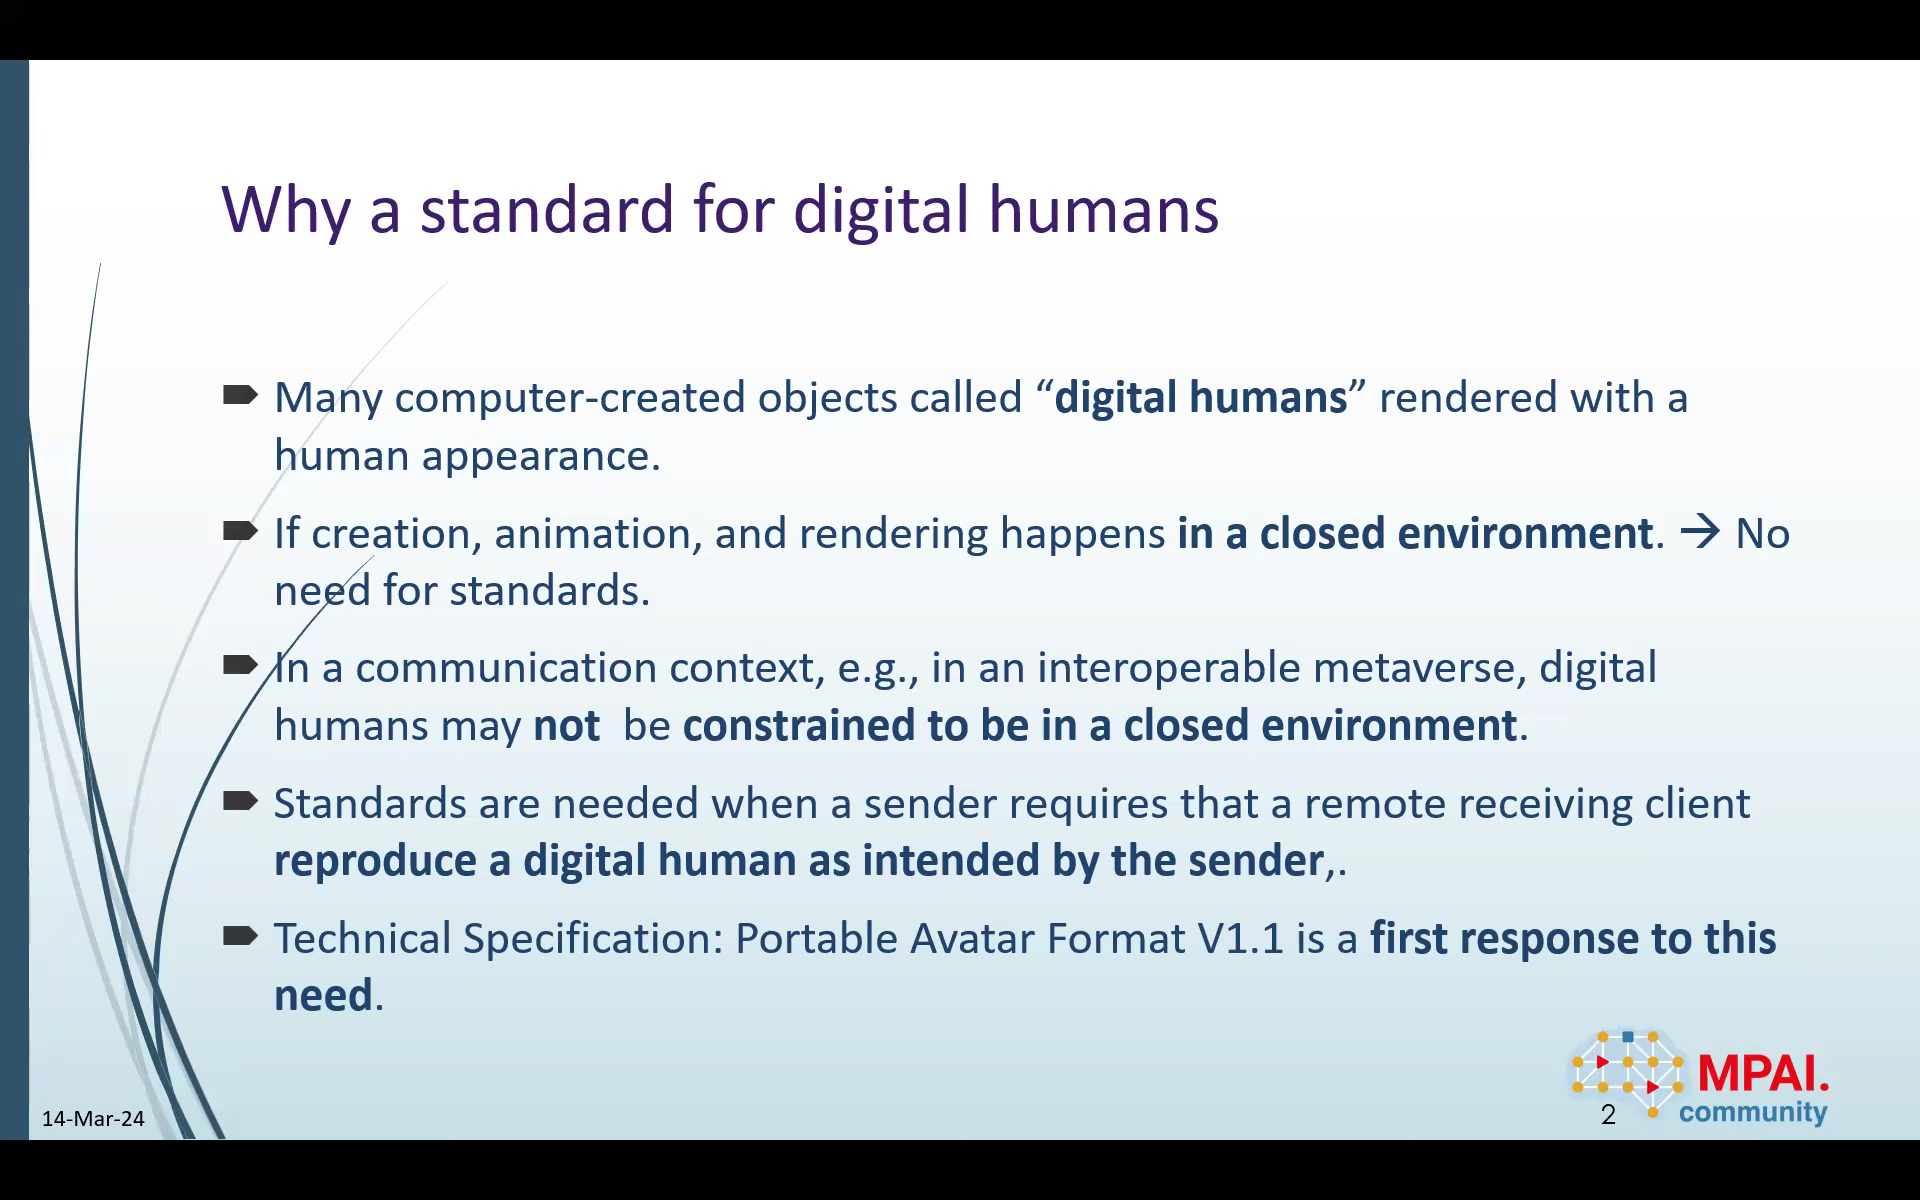 Why a standard for digital humans
Many computer-created objects called “digital humans” rendered with a
human appearance.
If creation, animation, and rendering happens in a closed environment. → No
need for standards.
In a communication context, e.g., in an interoperable metaverse, digital
humans may not  be constrained to be in a closed environment.
Standards are needed when a sender requires that a remote receiving client
reproduce a digital human as intended by the sender,.
Technical Specification: Portable Avatar Format V1.1 is a first response to this
need.
14-Mar-24
2
MPAI.
community